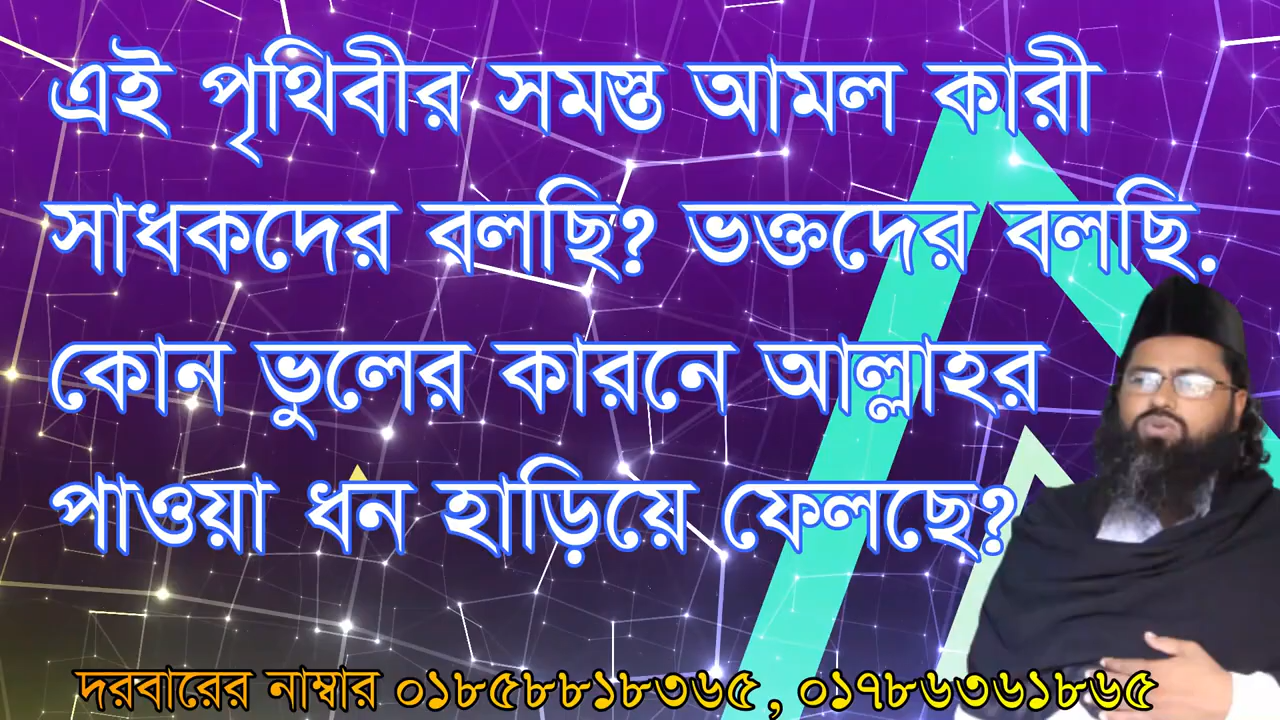 এই পৃথিবীর সমস্ত আমল কারী
সাধকদের বলছি? ভক্তদের বলছি.
কোন ভুলের কারনে আল্লাহর
পাওয়া ধন হাড়িয়ে ফেলছে?
দরবারের নাম্বার ০১৮৫৮৮১৮৩৬৫, ০১৭৮৬৩৬১৮৬৫